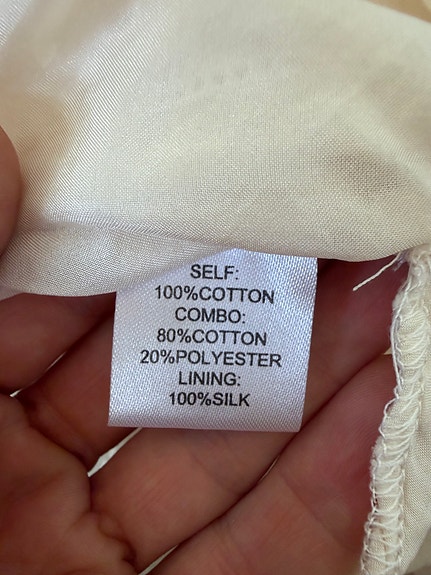 SELF:
100%COTTON
COMBO:
80%COTTON
20%POLYESTER
LINING:
100%SILK